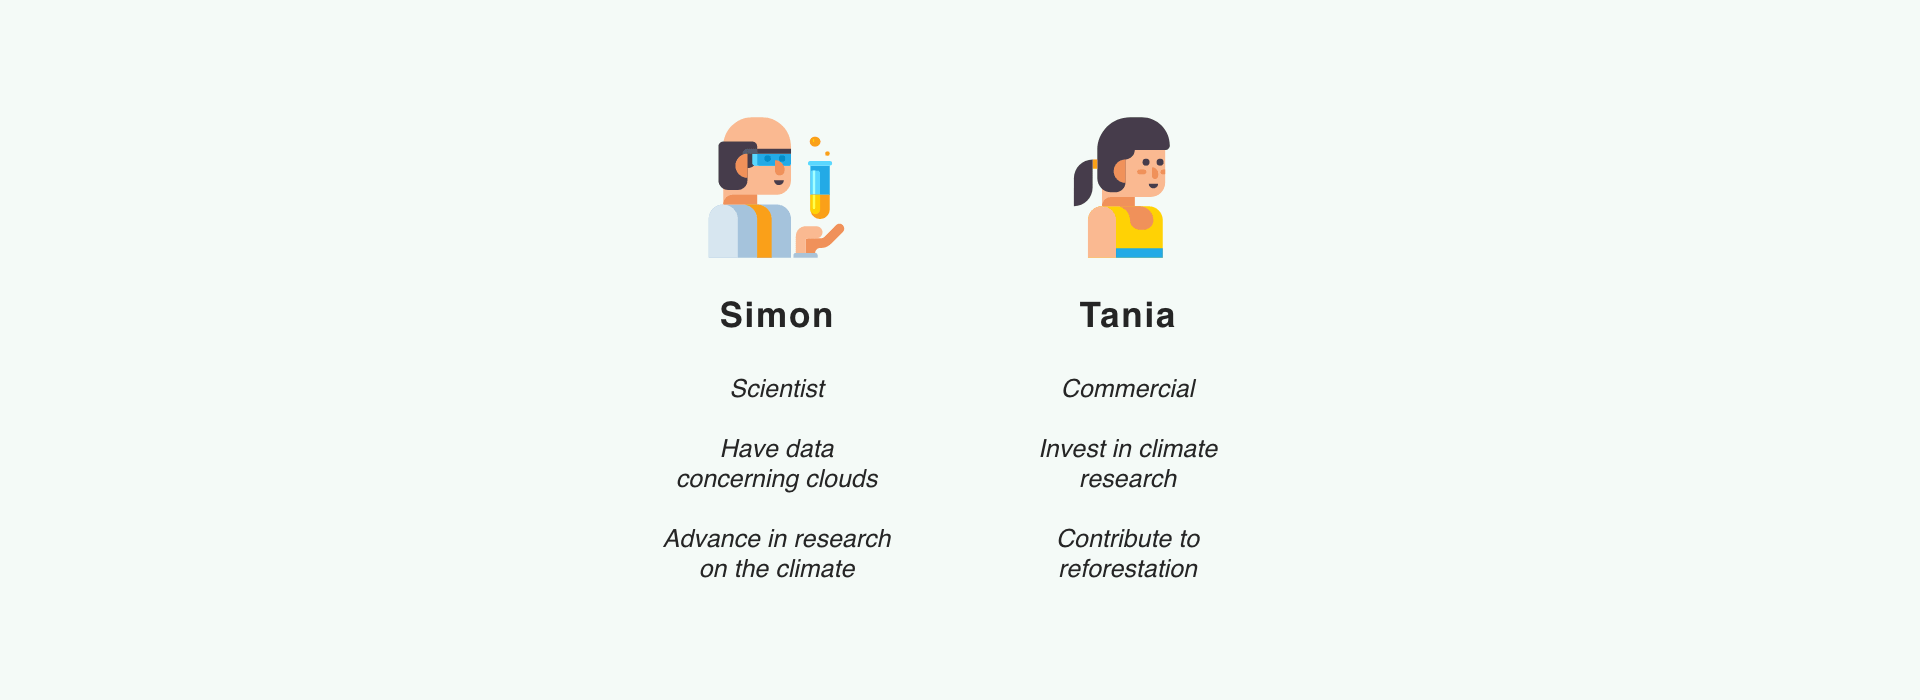 Simon
Scientist
Have data
concerning clouds
Advance in research
on the climate
Tania
Commercial
Invest in climate
research
Contribute to
reforestation